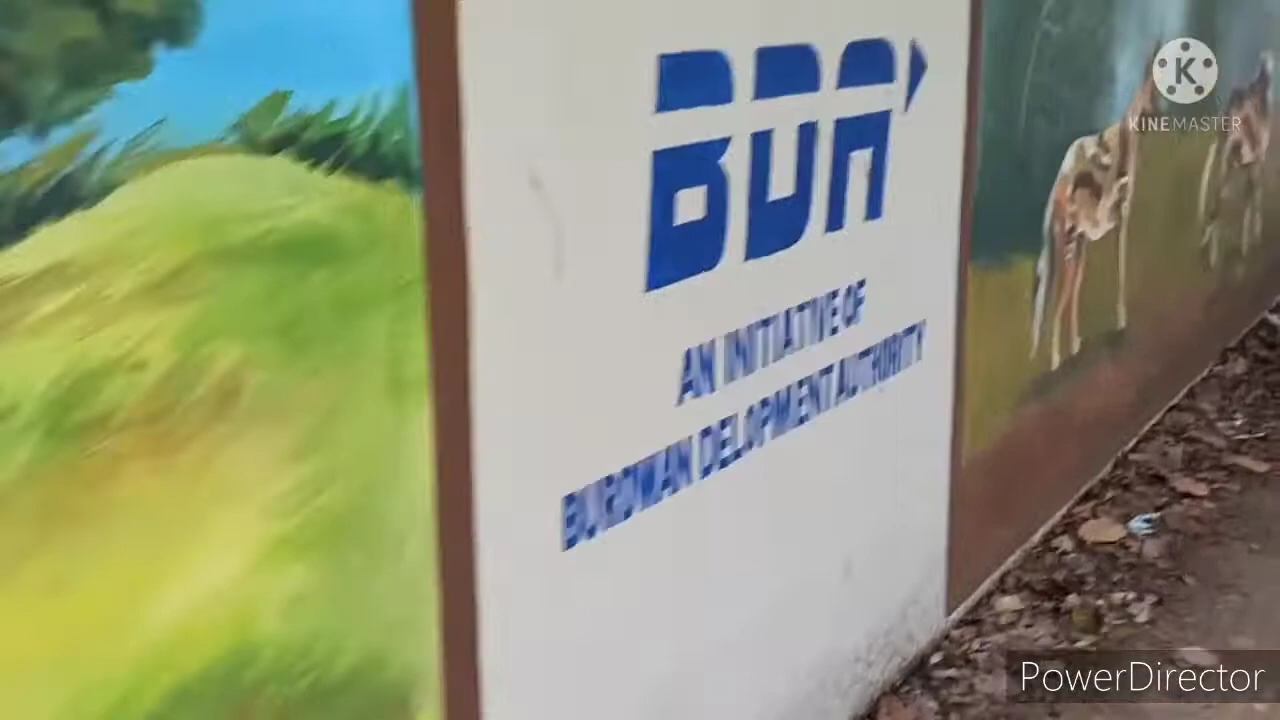 BDA
KINEMASTER
AN INITIATIVE OF
BURDWAN DELOPMENT AUTHORITY
PowerDirector